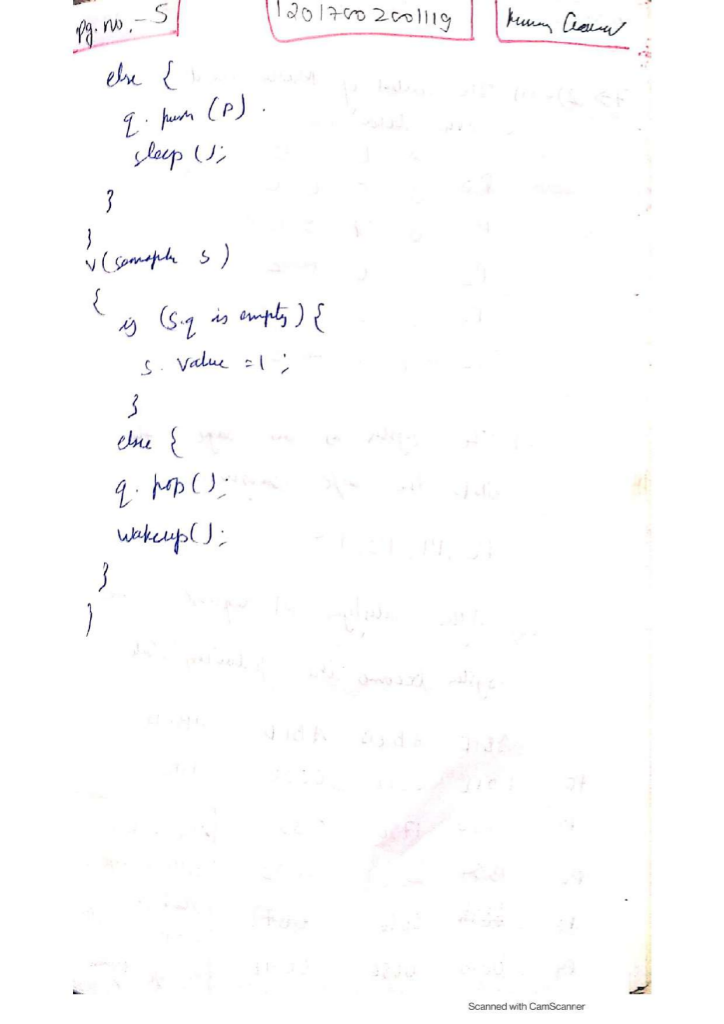 Pg. no. - 5
12017002001119
Kumar
else {
q. push (P) .
sleep ();
}
}
V (semaphore s)
{
if (S.q is empty) {
s. value = 1 ;
}
else {
q. pop ();
wakeup();
}
}
Scanned with CamScanner